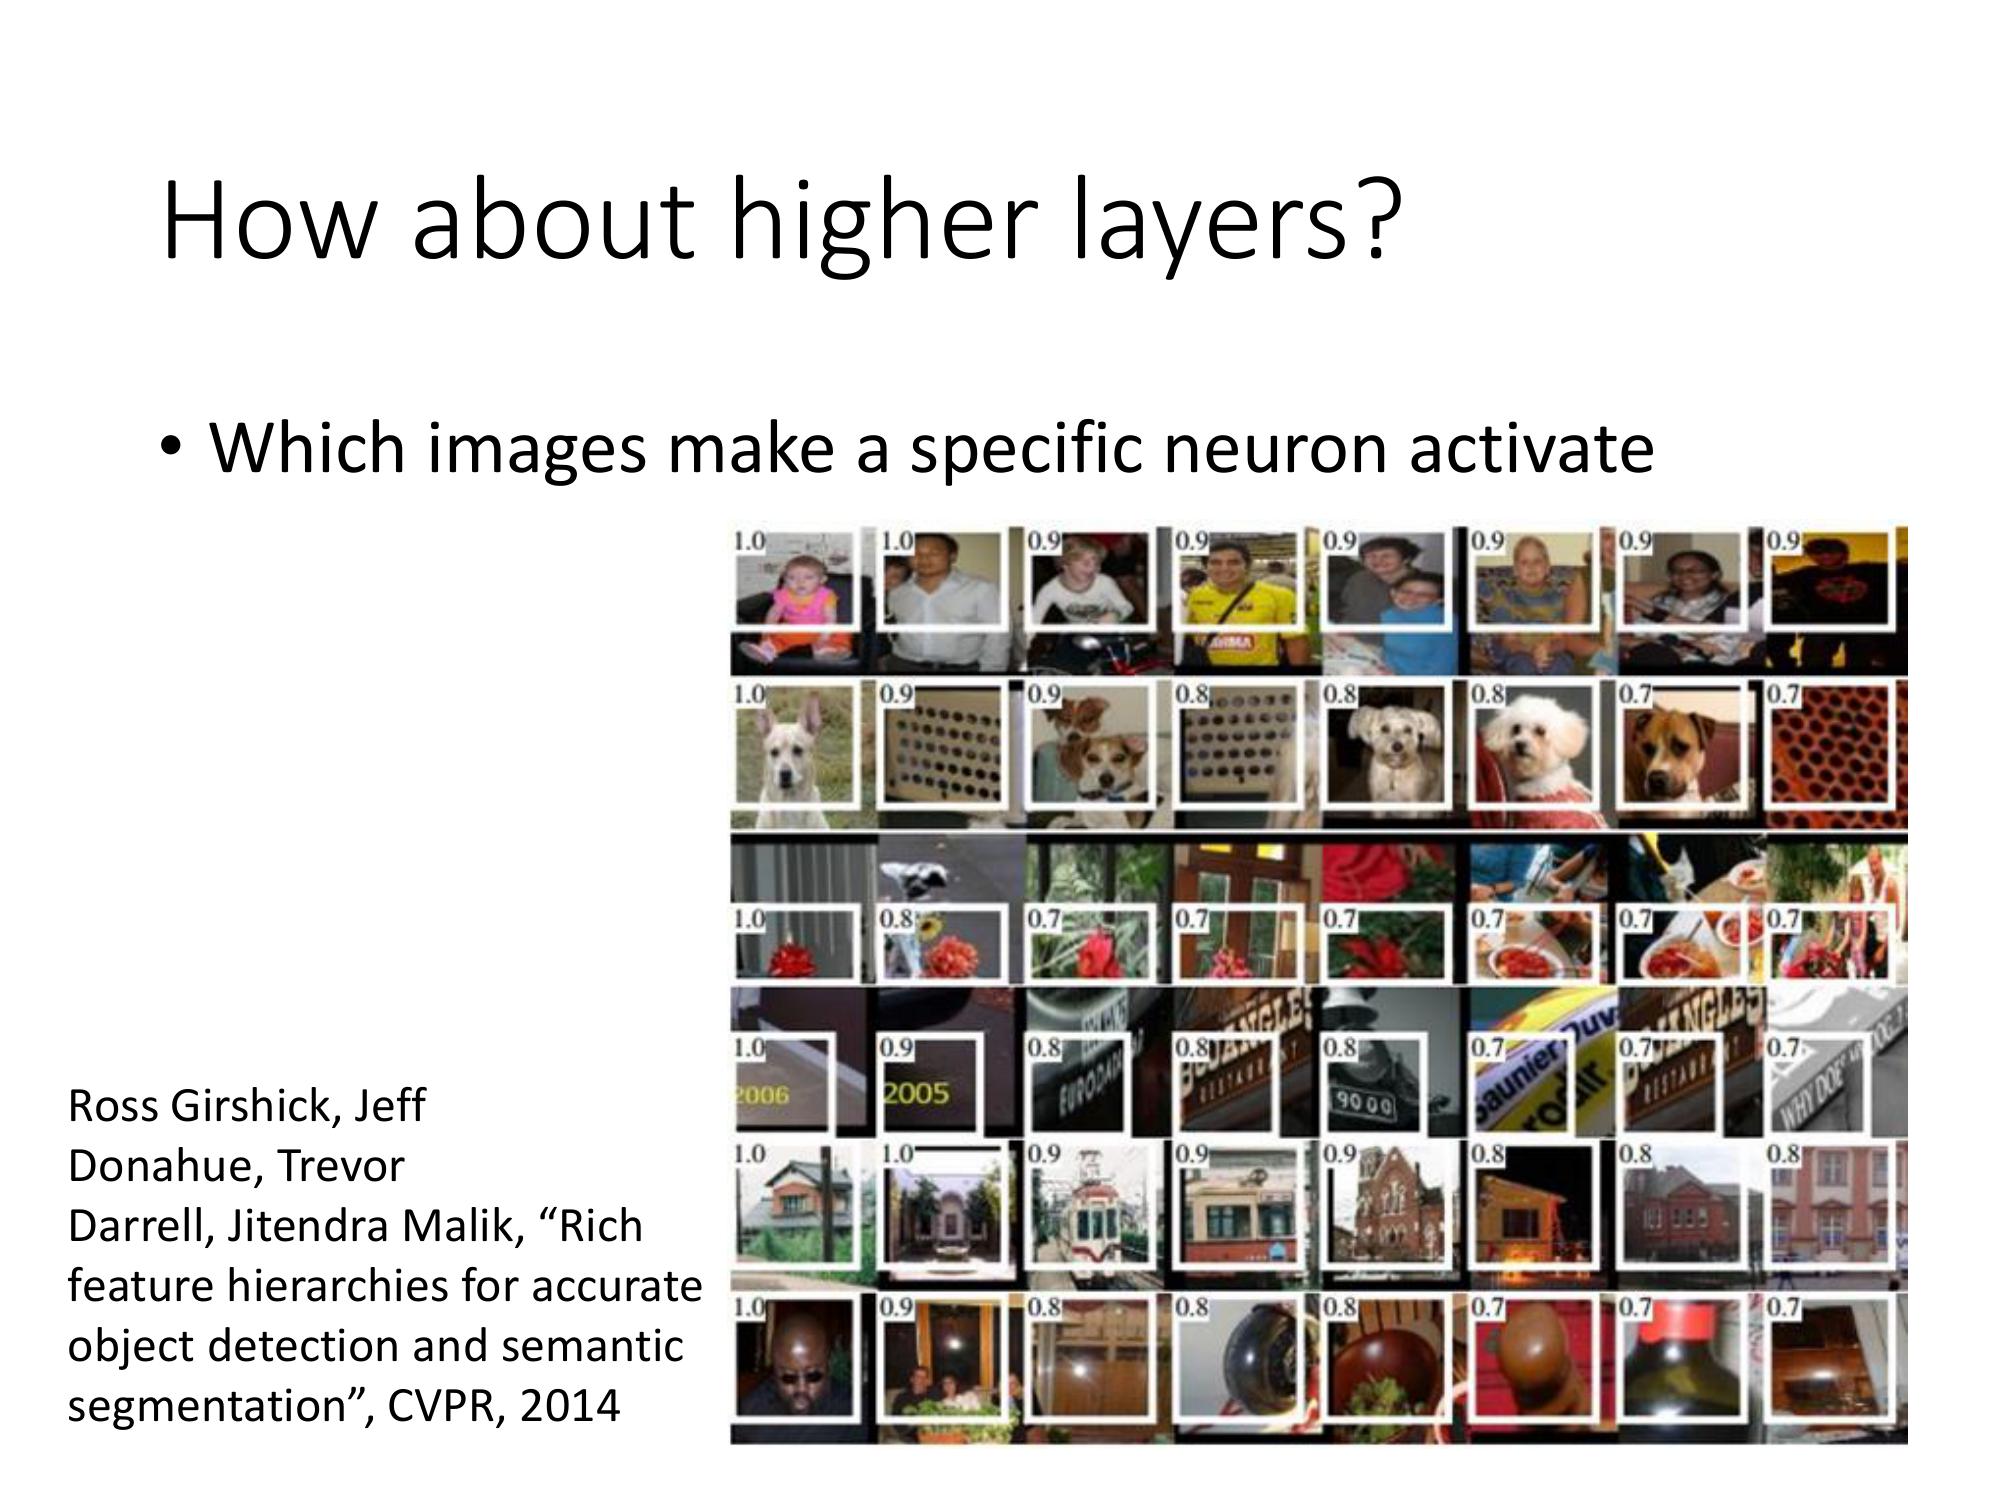 How about higher layers?
• Which images make a specific neuron activate
1.0 1.0 0.9 0.9 0.9 0.9 0.9 0.9
1.0 0.9 0.9 0.8 0.8 0.8 0.7 0.7
1.0 0.8 0.7 0.7 0.7 0.7 0.7 0.7
1.0 0.9 0.8 0.8 0.8 0.7 0.7 0.7
2006 2005 EURODAM BOJANGLES RESTAURANT 9000 Saunier Duv prodir BOJANGLES RESTAURANT WHY DOES
1.0 1.0 0.9 0.9 0.9 0.8 0.8 0.8
1.0 0.9 0.8 0.8 0.8 0.7 0.7 0.7
Ross Girshick, Jeff
Donahue, Trevor
Darrell, Jitendra Malik, “Rich
feature hierarchies for accurate
object detection and semantic
segmentation”, CVPR, 2014